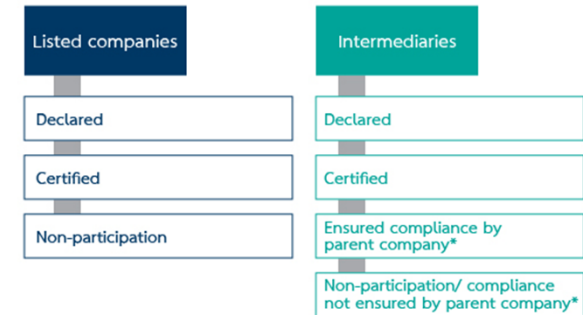 Listed companies
Declared
Certified
Non-participation
Intermediaries
Declared
Certified
Ensured compliance by
parent company*
Non-participation/ compliance
not ensured by parent company*